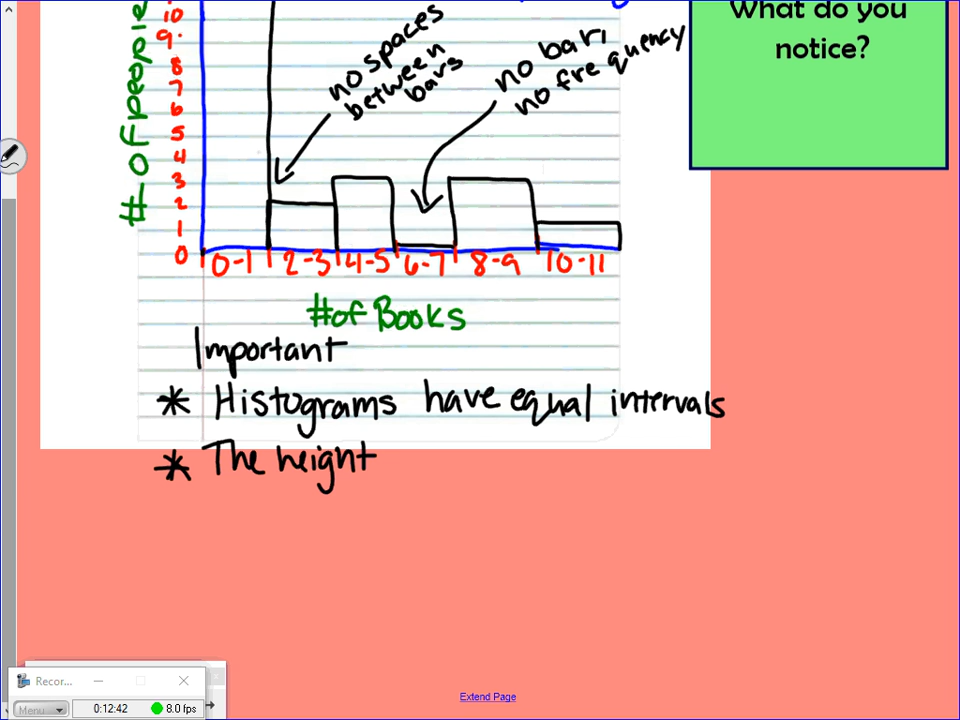 What do you
notice?
# of people
10
9
8
7
6
5
4
3
2
1
0
no spaces
between
bars
no bar,
no frequency
0-1 2-3 4-5 6-7 8-9 10-11
# of Books
Important
* Histograms have equal intervals
* The height
Extend Page
Recor...
Menu
0:12:42
8.0 fps